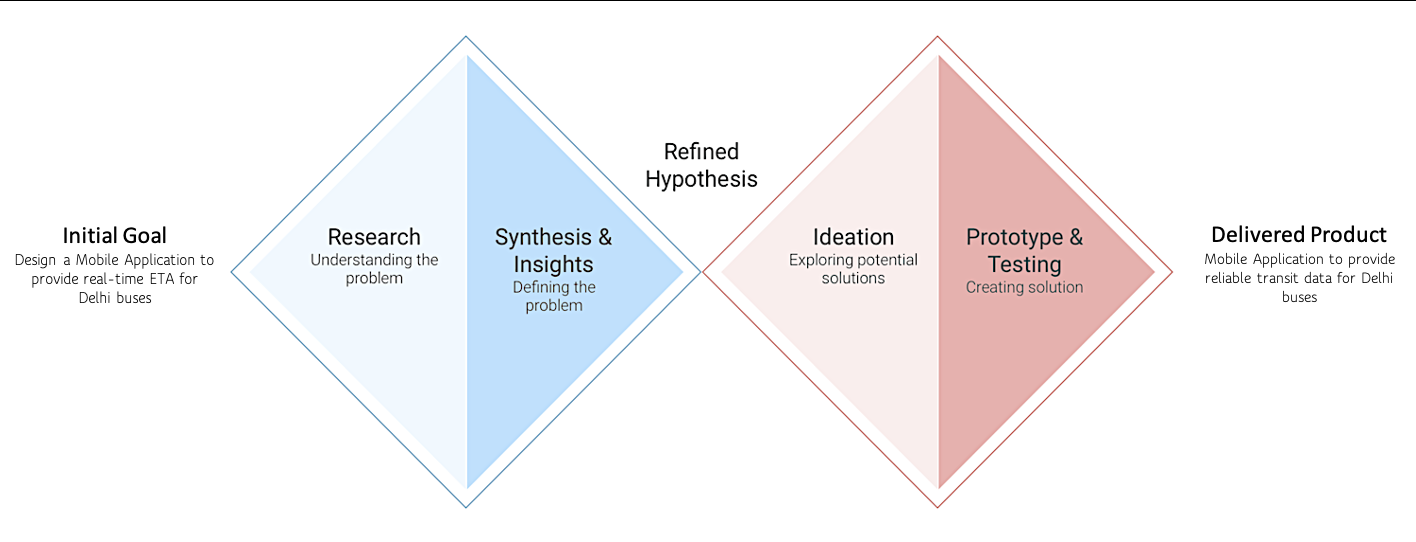 Initial Goal
Design a Mobile Application to
provide real-time ETA for
Delhi buses
Research
Understanding the
problem
Synthesis &
Insights
Defining the
problem
Refined
Hypothesis
Ideation
Exploring potential
solutions
Prototype &
Testing
Creating solution
Delivered Product
Mobile Application to provide
reliable transit data for Delhi
buses